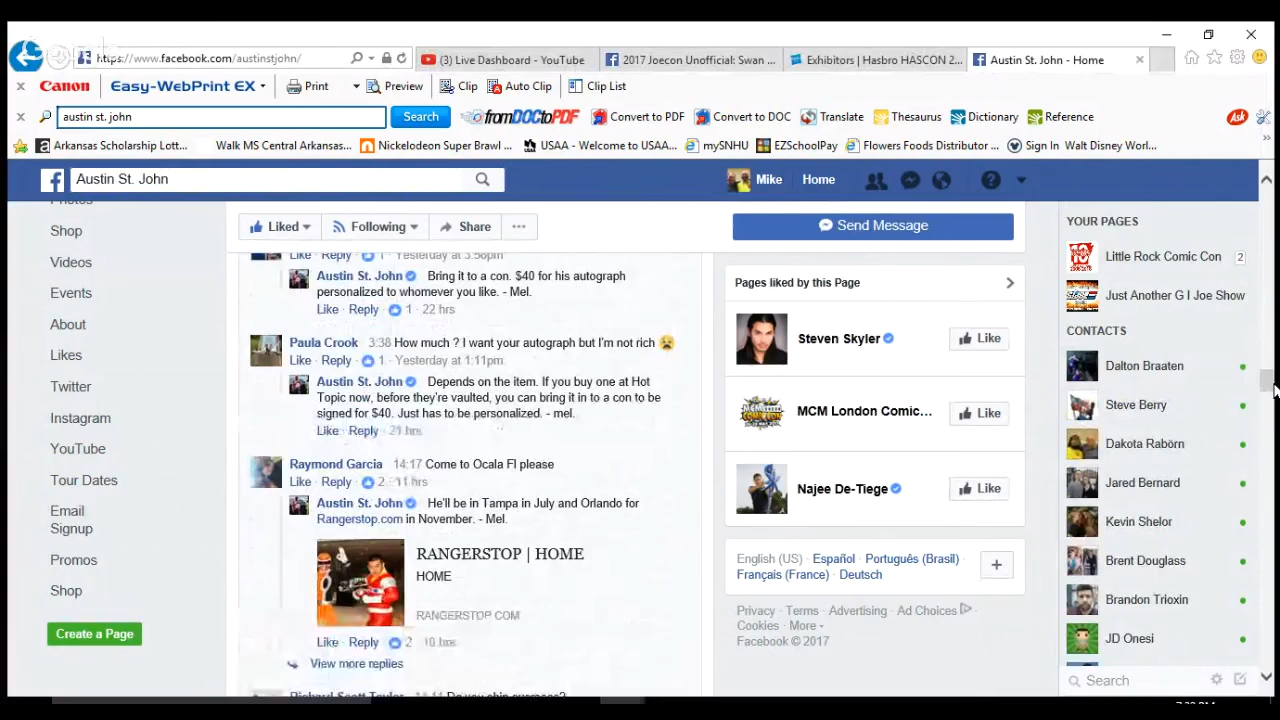 https://www.facebook.com/austinstjohn/
(3) Live Dashboard - YouTube
2017 Joecon Unofficial: Swan ...
Exhibitors | Hasbro HASCON 2...
Austin St. John - Home
Canon Easy-WebPrint EX
Print
Preview
Clip
Auto Clip
Clip List
austin st. john
Search
fromDOCtoPDF
Convert to PDF
Convert to DOC
Translate
Thesaurus
Dictionary
Reference
Ask
Arkansas Scholarship Lott...
Walk MS Central Arkansas...
Nickelodeon Super Brawl ...
USAA - Welcome to USAA...
mySNHU
EZSchoolPay
Flowers Foods Distributor ...
Sign In
Walt Disney Worl...
Austin St. John
Mike
Home
Photos
Shop
Videos
Events
About
Likes
Twitter
Instagram
YouTube
Tour Dates
Email
Signup
Promos
Shop
Create a Page
Liked
Following
Share
Send Message
Like · Reply · 1 · Yesterday at 3:56pm
Austin St. John Bring it to a con. $40 for his autograph
personalized to whomever you like. - Mel.
Like · Reply · 1 · 22 hrs
Paula Crook 3:38 How much ? I want your autograph but I'm not rich
Like · Reply · 1 · Yesterday at 1:11pm
Austin St. John Depends on the item. If you buy one at Hot
Topic now, before they're vaulted, you can bring it in to a con to be
signed for $40. Just has to be personalized. - mel.
Like · Reply · 21 hrs
Raymond Garcia 14:17 Come to Ocala Fl please
Like · Reply · 2 · 11 hrs
Austin St. John He'll be in Tampa in July and Orlando for
Rangerstop.com in November. - Mel.
RANGERSTOP | HOME
HOME
RANGERSTOP.COM
Like · Reply · 2 · 10 hrs
View more replies
Richard Scott Taylor 14:11 Do you ship overseas?
Pages liked by this Page
Steven Skyler
Like
MCM London Comic...
Like
Najee De-Tiege
Like
English (US) · Español · Português (Brasil) ·
Français (France) · Deutsch
Privacy · Terms · Advertising · Ad Choices ·
Cookies · More
Facebook © 2017
YOUR PAGES
Little Rock Comic Con 2
Just Another G I Joe Show
CONTACTS
Dalton Braaten
Steve Berry
Dakota Rabörn
Jared Bernard
Kevin Shelor
Brent Douglass
Brandon Trioxin
JD Onesi
Search